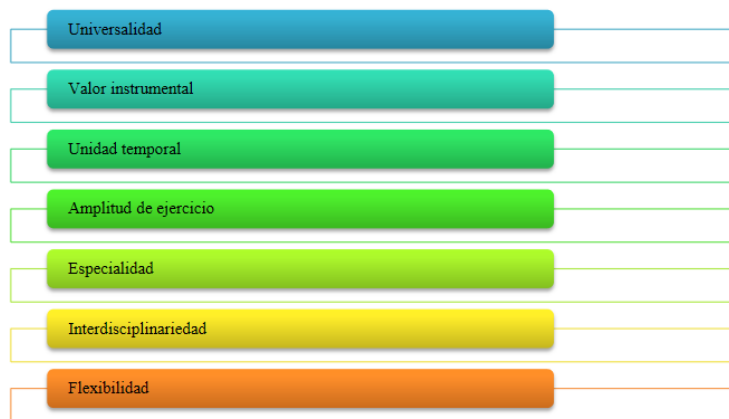 Universalidad
Valor instrumental
Unidad temporal
Amplitud de ejercicio
Especialidad
Interdisciplinariedad
Flexibilidad